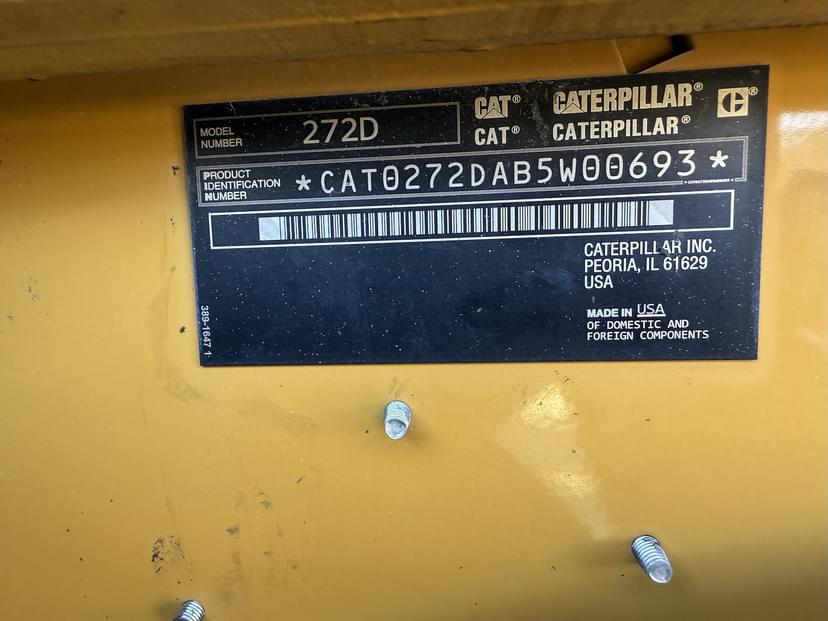 MODEL NUMBER 272D
CAT® CATERPILLAR® C®
CAT® CATERPILLAR®
PRODUCT IDENTIFICATION NUMBER *CAT0272DAB5W00693*
CATERPILLAR INC.
PEORIA, IL 61629
USA
MADE IN USA
OF DOMESTIC AND
FOREIGN COMPONENTS
389-1647 1